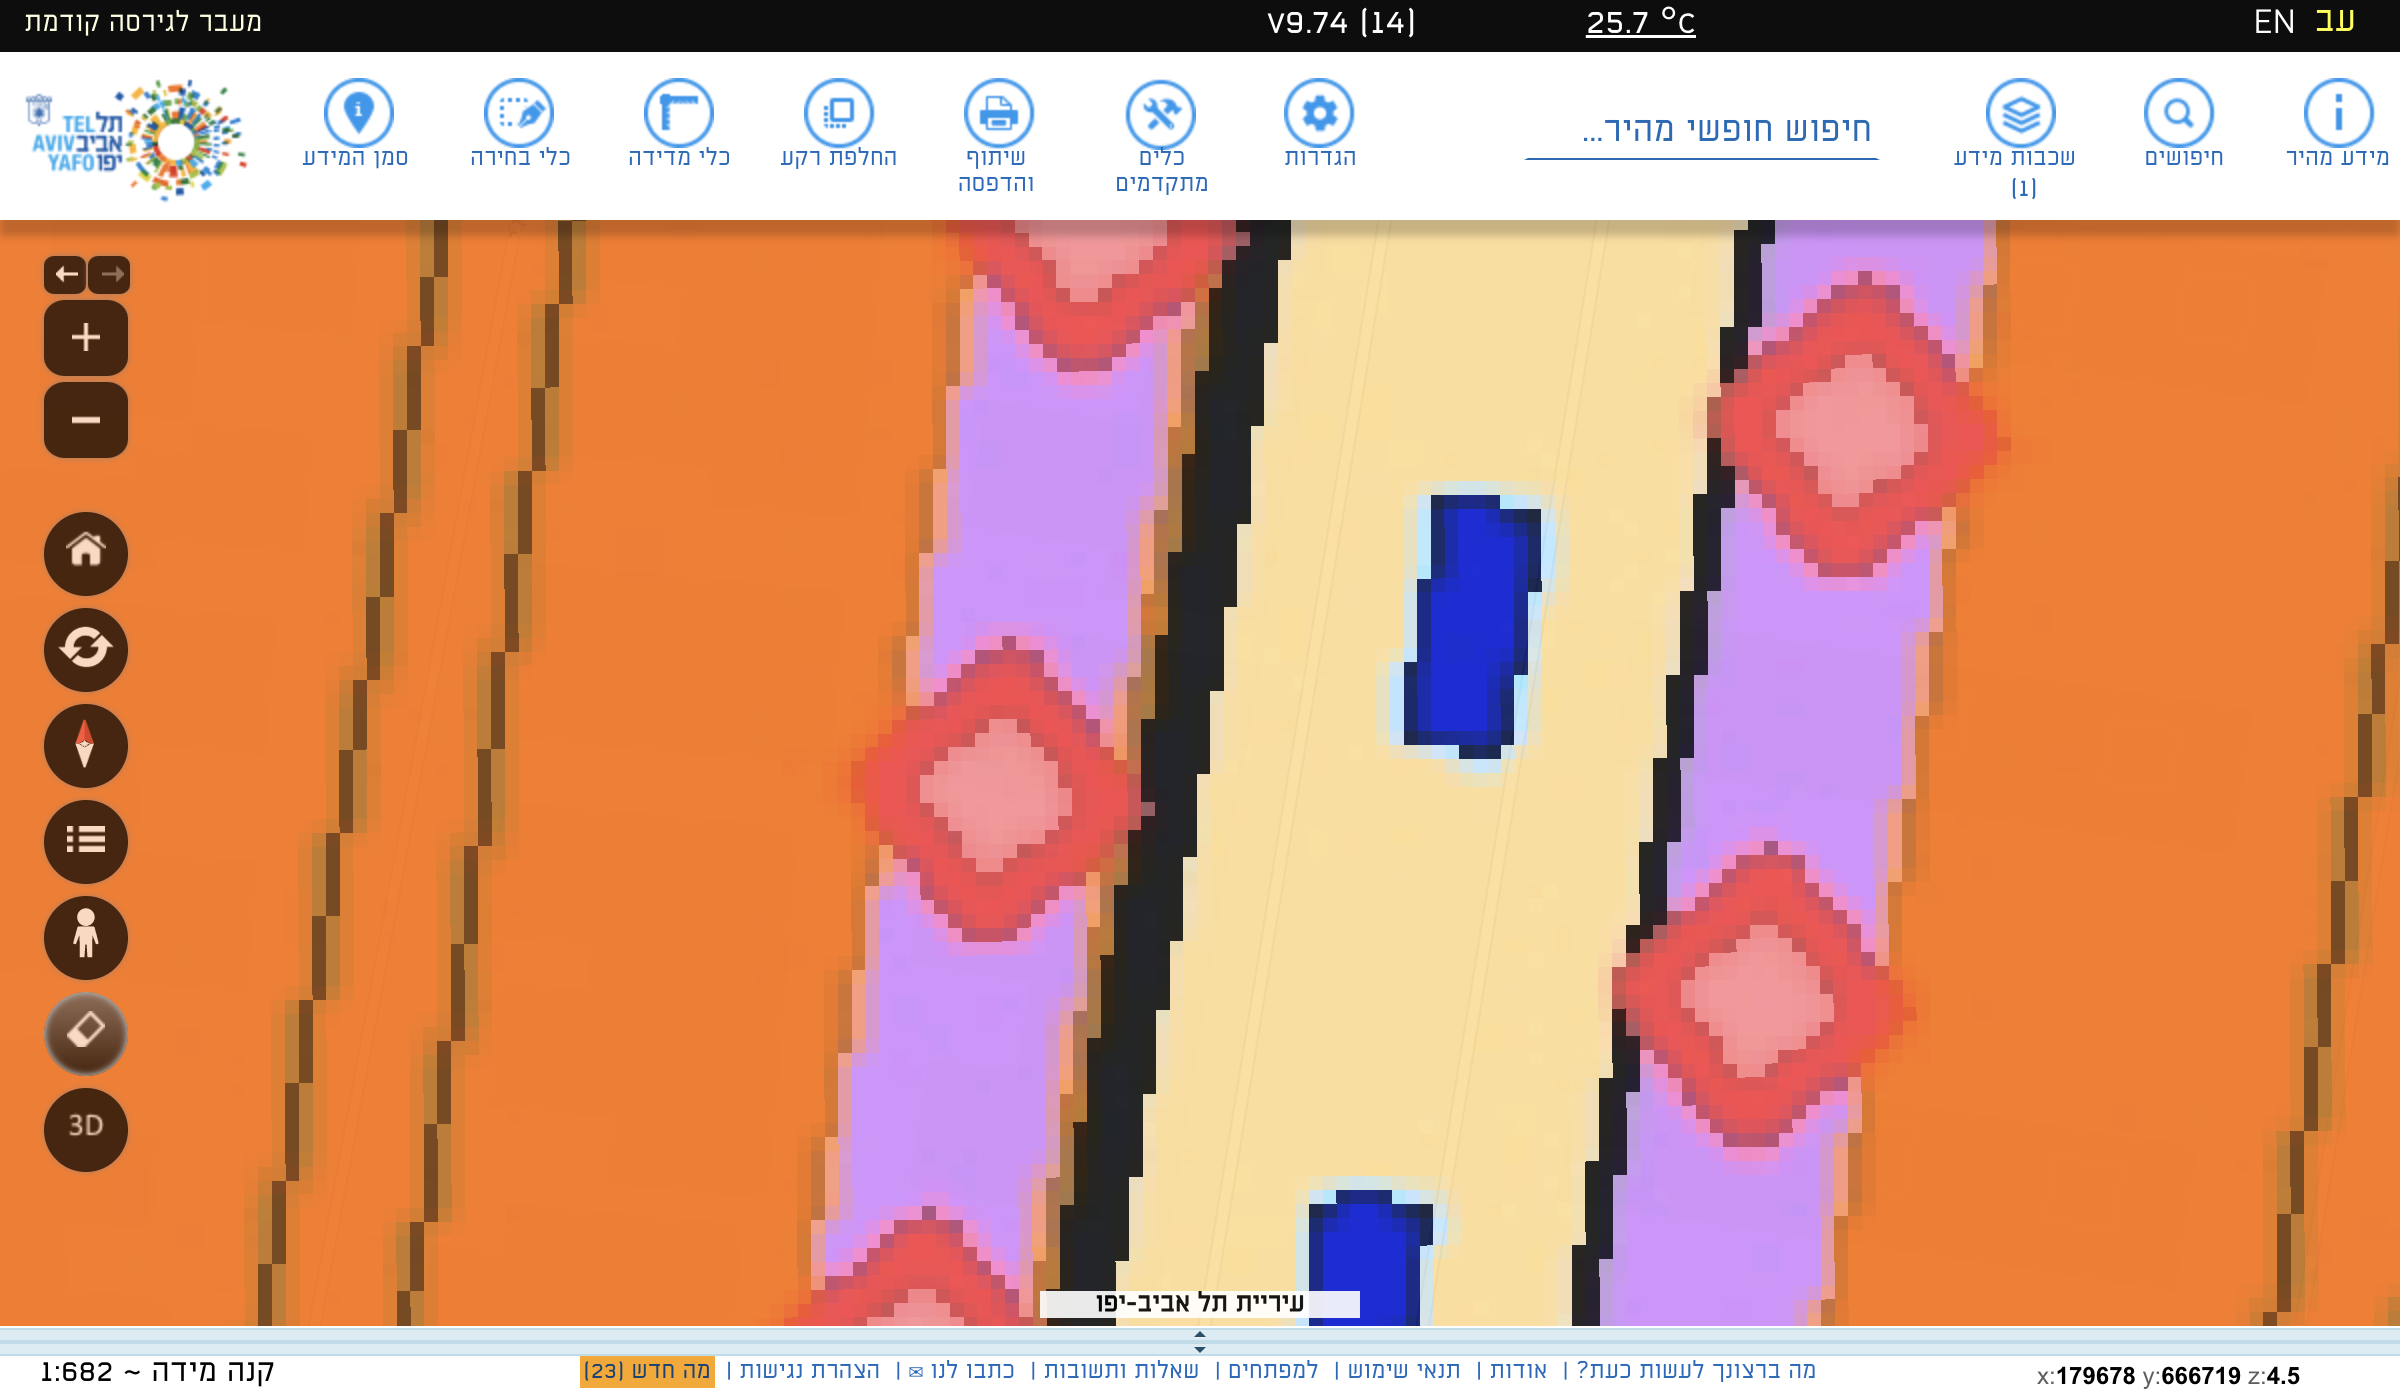 עב EN
25.7 °C
V9.74 (14)
מעבר לגירסה קודמת
מידע מהיר
חיפושים
שכבות מידע
(1)
חיפוש חופשי מהיר...
הגדרות
כלים
מתקדמים
שיתוף
והדפסה
החלפת רקע
כלי מדידה
כלי בחירה
סמן המידע
TEL תל
AVIV אביב
YAFO יפו
3D
עיריית תל אביב-יפו
x:179678 y:666719 z:4.5
מה ברצונך לעשות כעת? | אודות | תנאי שימוש | למפתחים | שאלות ותשובות | כתבו לנו ✉ | הצהרת נגישות | מה חדש (23)
קנה מידה ~ 1:682